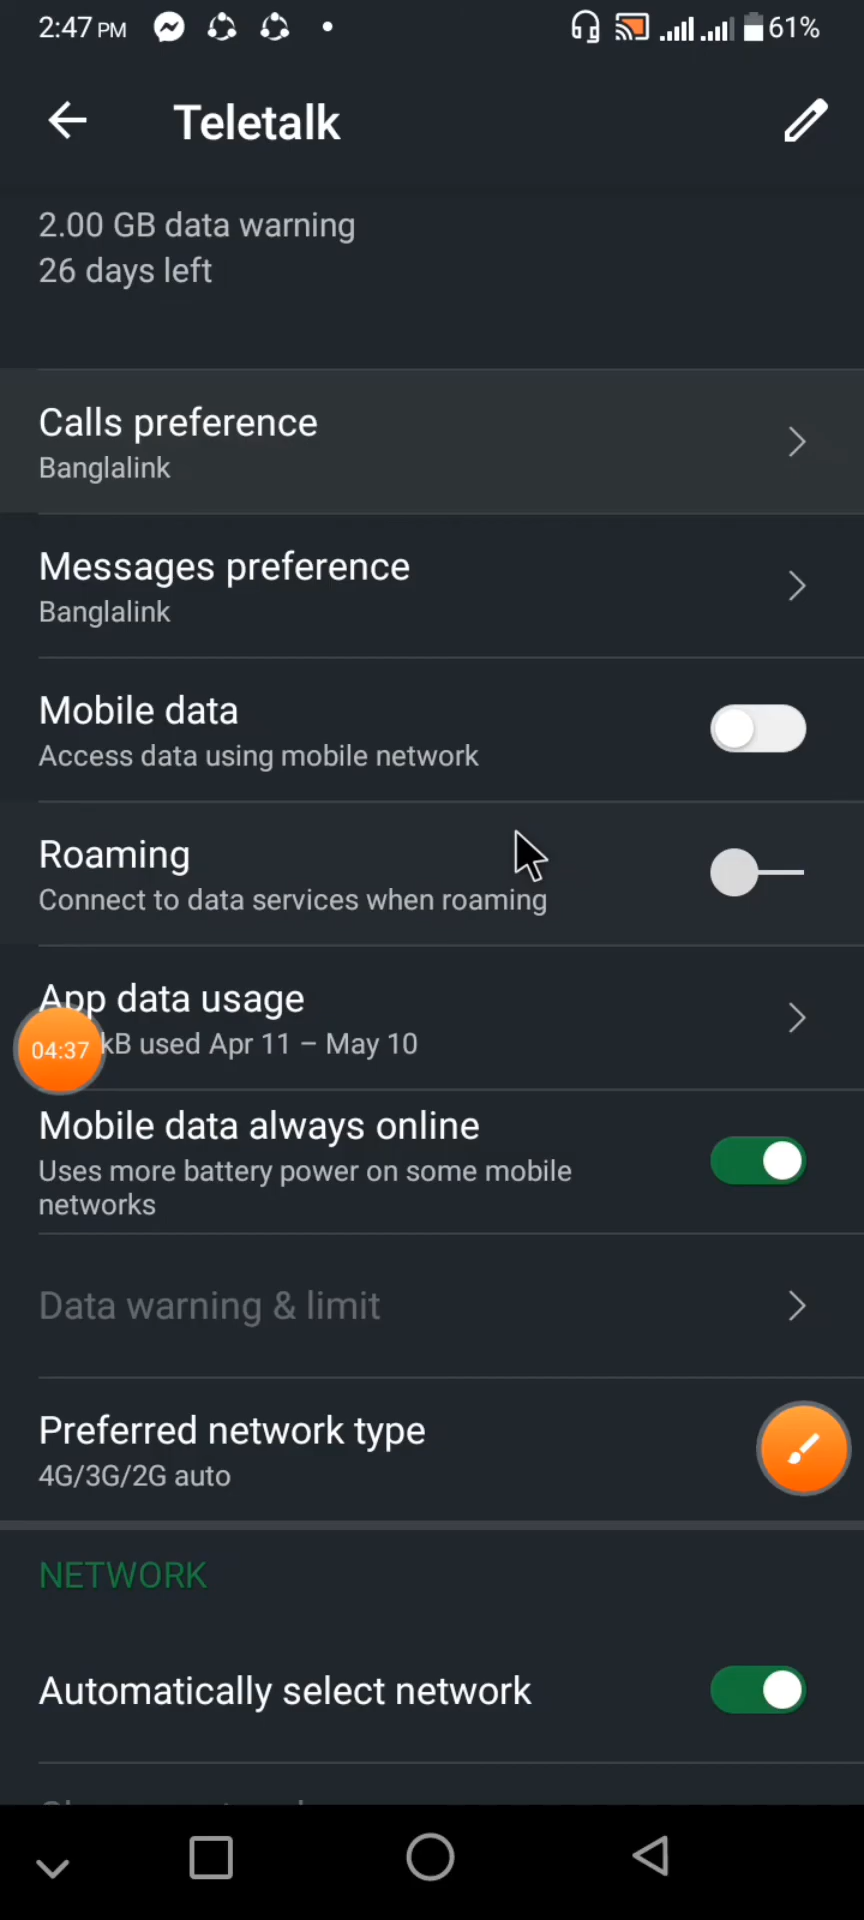 2:47 PM
61%
Teletalk
2.00 GB data warning
26 days left
Calls preference
Banglalink
Messages preference
Banglalink
Mobile data
Access data using mobile network
Roaming
Connect to data services when roaming
App data usage
kB used Apr 11 – May 10
04:37
Mobile data always online
Uses more battery power on some mobile
networks
Data warning & limit
Preferred network type
4G/3G/2G auto
NETWORK
Automatically select network